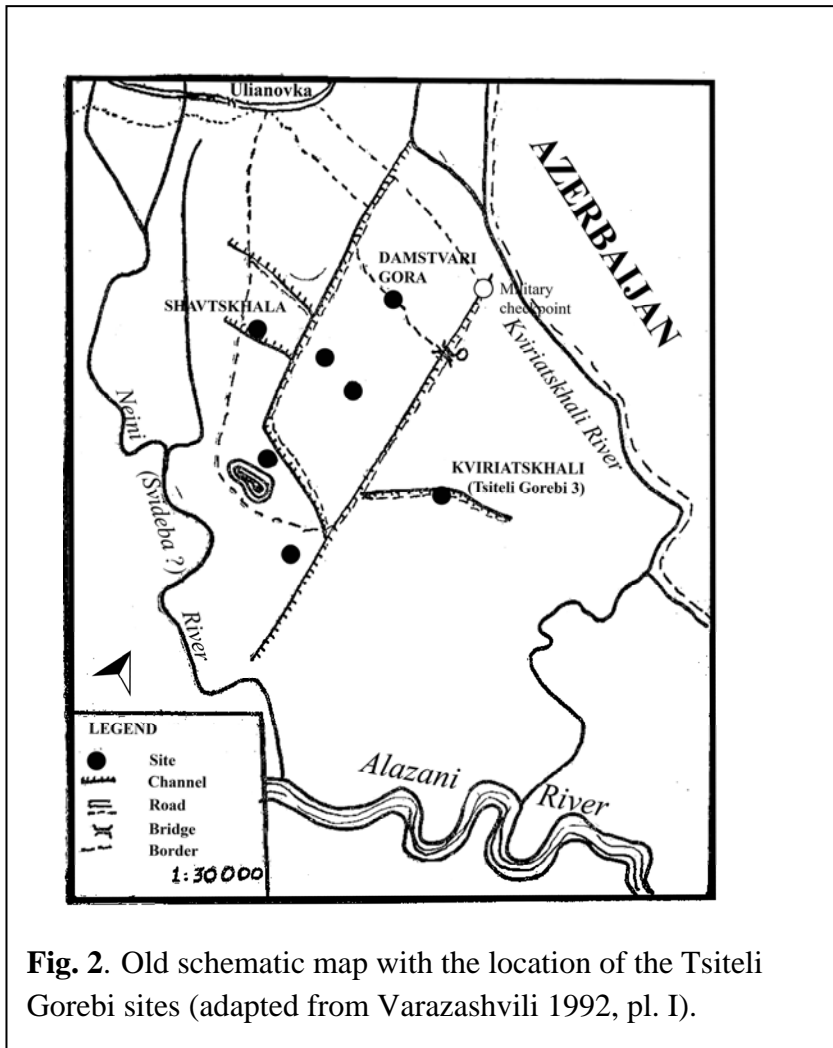 Ulianovka
AZERBAIJAN
DAMSTVARI
GORA
Military
checkpoint
SHAVTSKHALA
Kviriatskhali River
Neini
(Svideba ?)
River
KVIRIATSKHALI
(Tsiteli Gorebi 3)
Alazani
River
LEGEND
Site
Channel
Road
Bridge
Border
1:30000
Fig. 2. Old schematic map with the location of the Tsiteli
Gorebi sites (adapted from Varazashvili 1992, pl. I).